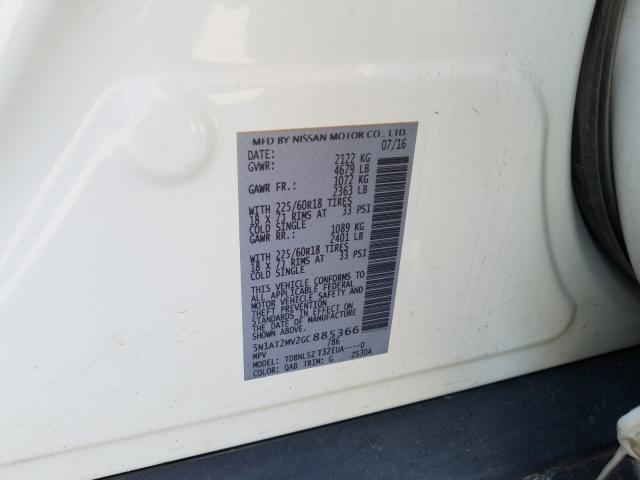 MFD BY NISSAN MOTOR CO., LTD.
DATE: 07/16
GVWR: 2122 KG
4679 LB
GAWR FR.: 1072 KG
2363 LB
WITH 225/60R18 TIRES
18 X 7J RIMS AT 33 PSI
COLD SINGLE
GAWR RR.: 1089 KG
2401 LB
WITH 225/60R18 TIRES
18 X 7J RIMS AT 33 PSI
COLD SINGLE
THIS VEHICLE CONFORMS TO
ALL APPLICABLE FEDERAL
MOTOR VEHICLE SAFETY AND
STANDARDS IN EFFECT ON
THE DATE OF MANUFACTURE
SHOWN ABOVE.
5N1AT2MV2GC885366
MPV 786
MODEL: TDBNLSZ T32EUA----D
COLOR: QAB TRIM: G 2S30A